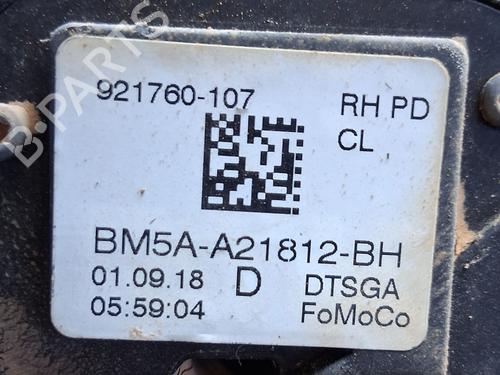 B-PARTS
921760-107 RH PD
CL
BM5A-A21812-BH
01.09.18 D DTSGA
05:59:04 FoMoCo